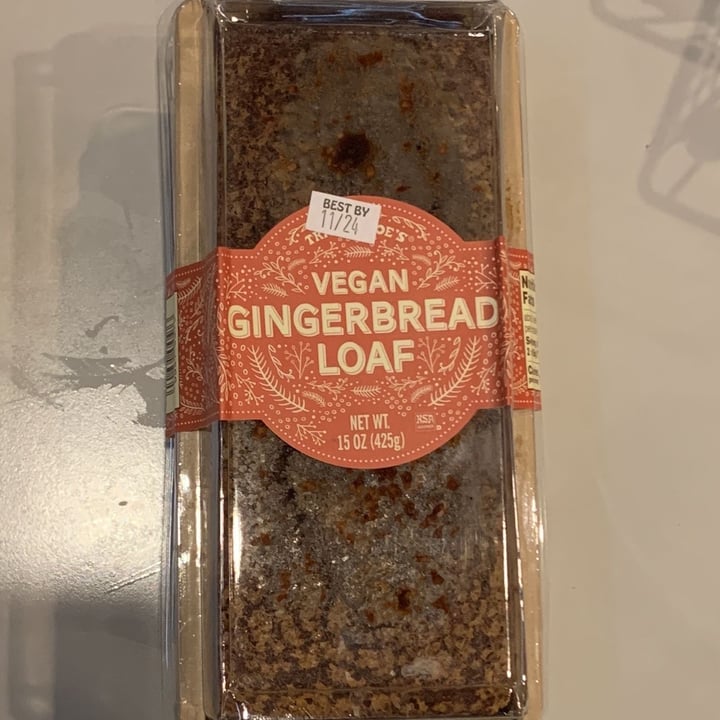 BEST BY
11/24
VEGAN
GINGERBREAD
LOAF
NET WT.
15 OZ (425g)